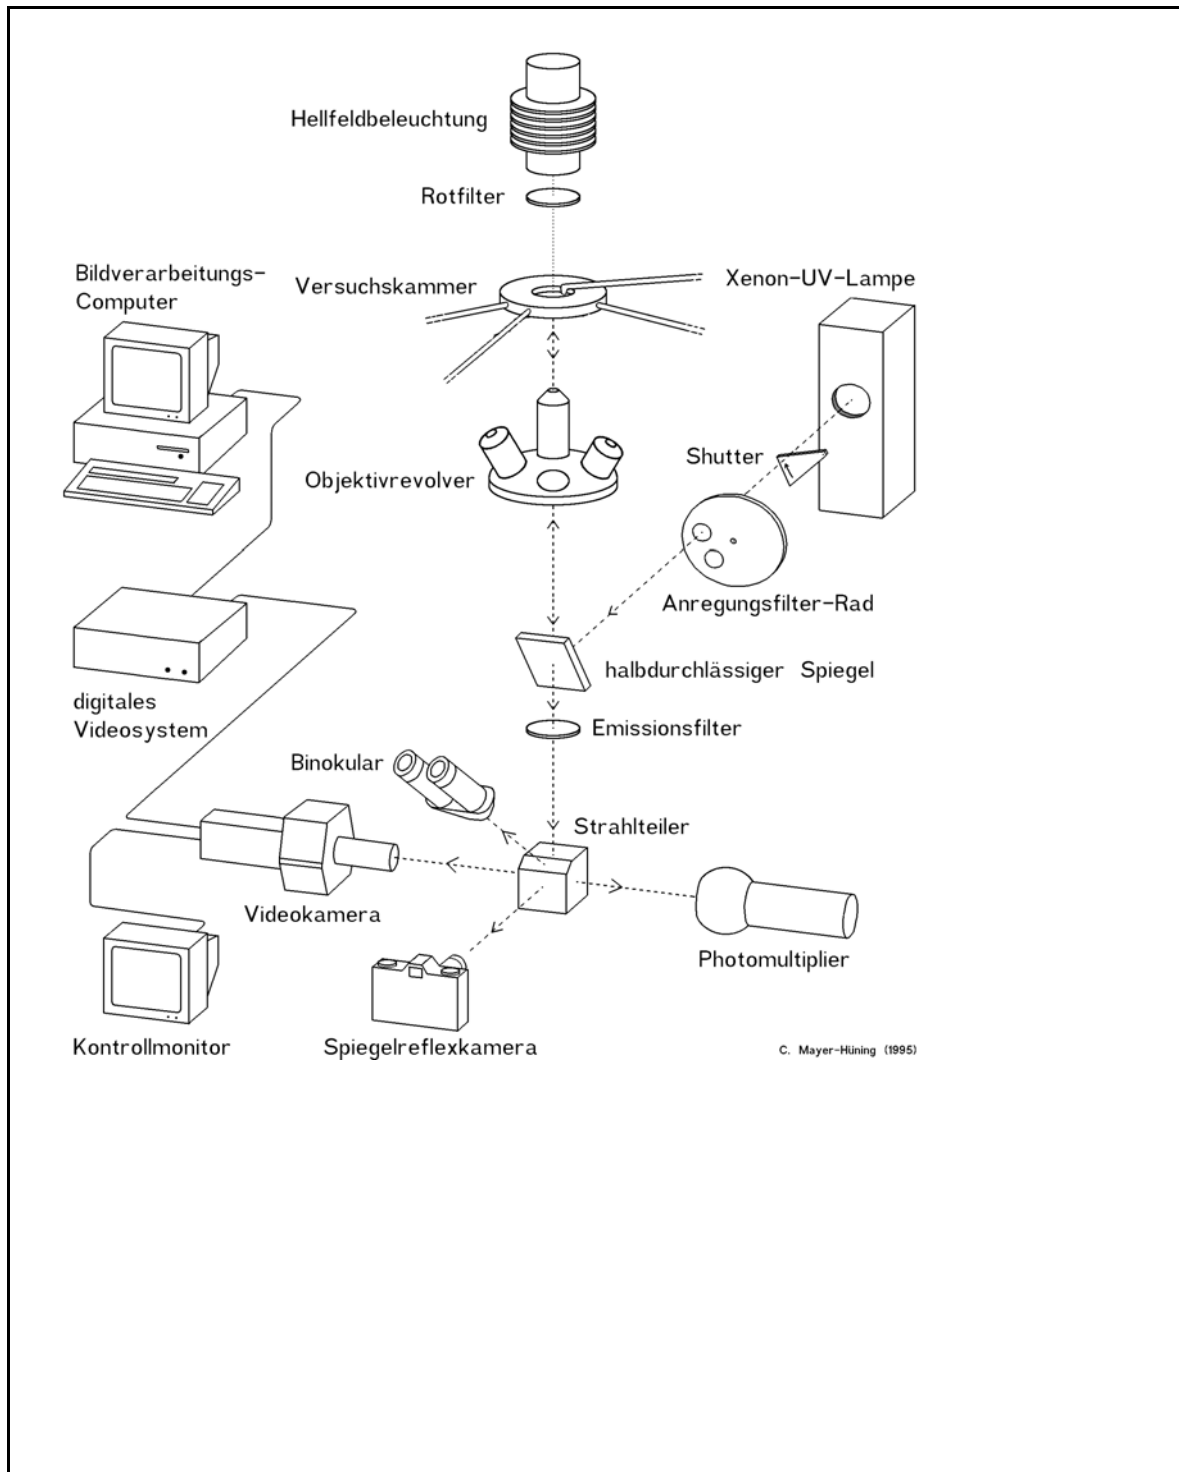 Hellfeldbeleuchtung
Rotfilter
Bildverarbeitungs-
Computer
Versuchskammer
Xenon-UV-Lampe
Shutter
Objektivrevolver
Anregungsfilter-Rad
halbdurchlässiger Spiegel
digitales
Videosystem
Emissionsfilter
Binokular
Strahlteiler
Videokamera
Photomultiplier
Kontrollmonitor
Spiegelreflexkamera
C. Mayer-Hüning (1995)